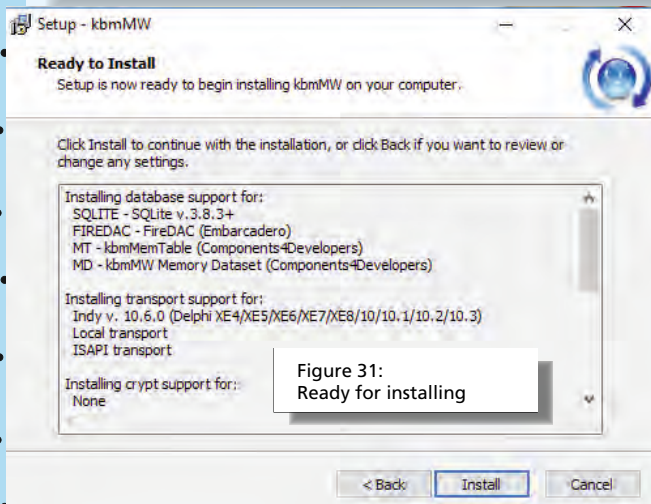 Setup - kbmMW
Ready to Install
Setup is now ready to begin installing kbmMW on your computer.
Click Install to continue with the installation, or click Back if you want to review or
change any settings.
Installing database support for:
SQLITE - SQLite v.3.8.3+
FIREDAC - FireDAC (Embarcadero)
MT - kbmMemTable (Components4Developers)
MD - kbmMW Memory Dataset (Components4Developers)
Installing transport support for:
Indy v. 10.6.0 (Delphi XE4/XE5/XE6/XE7/XE8/10/10.1/10.2/10.3)
Local transport
ISAPI transport
Installing crypt support for::
None
Figure 31:
Ready for installing
< Back
Install
Cancel